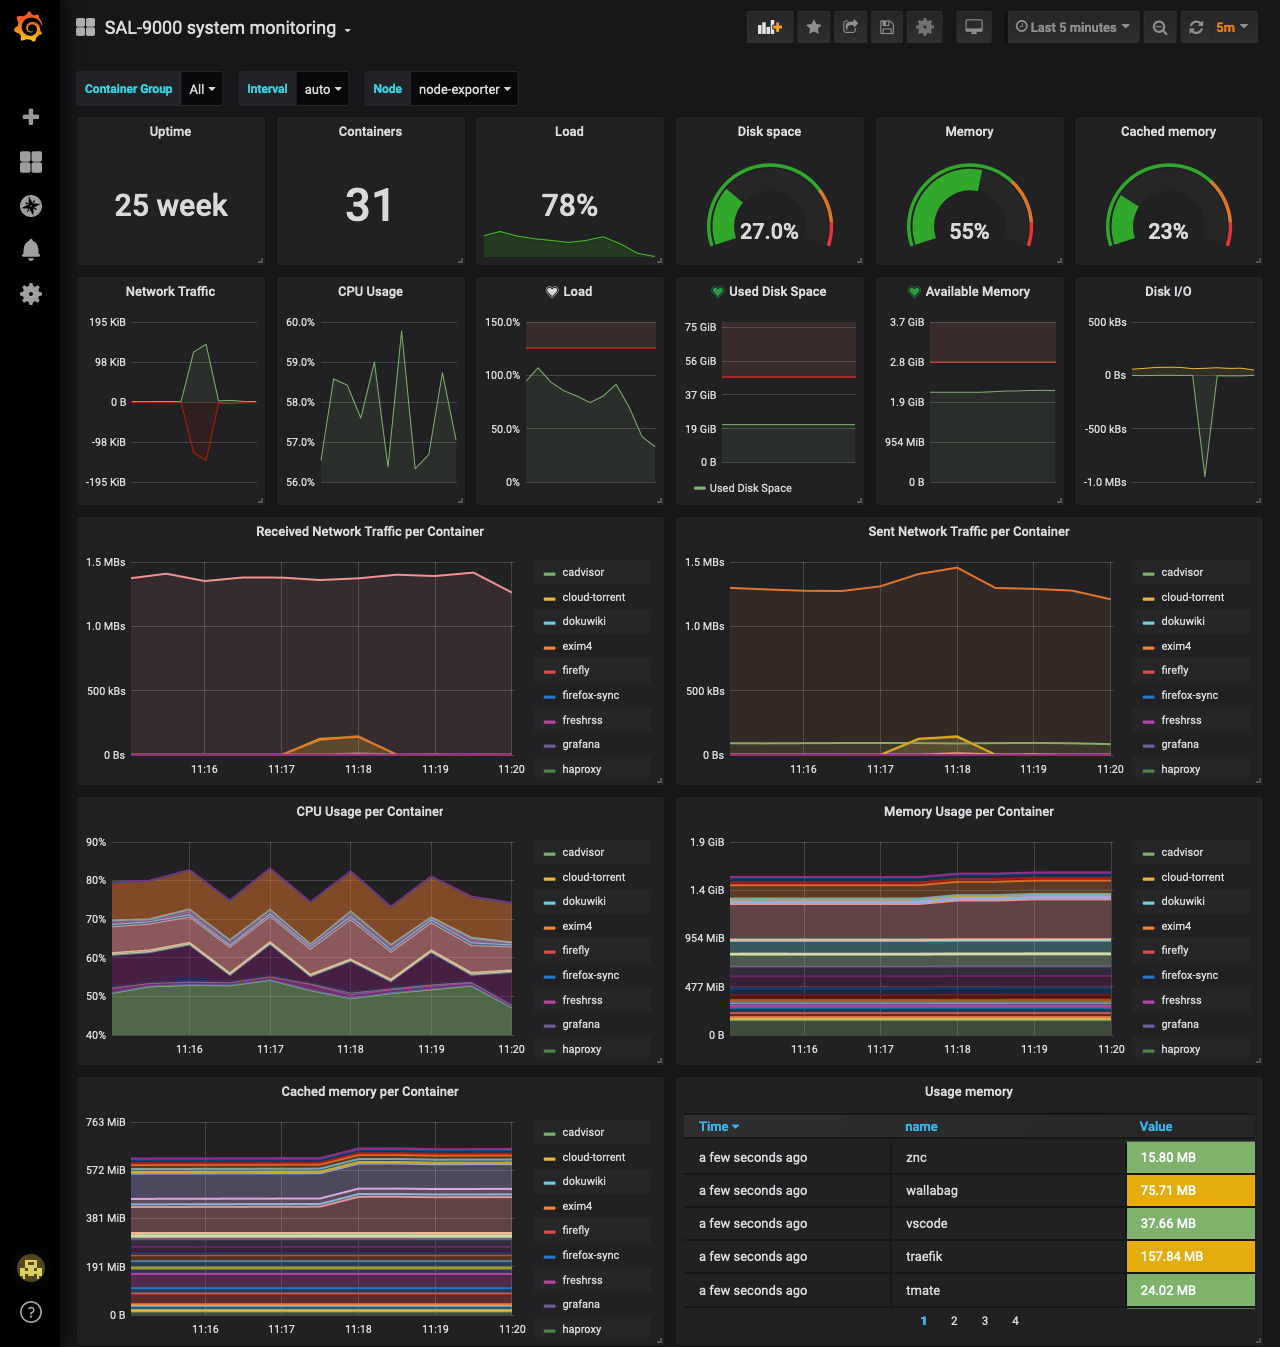 SAL-9000 system monitoring
Last 5 minutes
5m
Container Group All
Interval auto
Node node-exporter
Uptime
25 week
Containers
31
Load
78%
Disk space
27.0%
Memory
55%
Cached memory
23%
Network Traffic
195 KiB
98 KiB
0 B
-98 KiB
-195 KiB
CPU Usage
60.0%
59.0%
58.0%
57.0%
56.0%
Load
150.0%
100.0%
50.0%
0%
Used Disk Space
75 GiB
56 GiB
37 GiB
19 GiB
0 B
Used Disk Space
Available Memory
3.7 GiB
2.8 GiB
1.9 GiB
954 MiB
0 B
Disk I/O
500 kBs
0 Bs
-500 kBs
-1.0 MBs
Received Network Traffic per Container
1.5 MBs
1.0 MBs
500 kBs
0 Bs
11:16 11:17 11:18 11:19 11:20
cadvisor
cloud-torrent
dokuwiki
exim4
firefly
firefox-sync
freshrss
grafana
haproxy
Sent Network Traffic per Container
1.5 MBs
1.0 MBs
500 kBs
0 Bs
11:16 11:17 11:18 11:19 11:20
cadvisor
cloud-torrent
dokuwiki
exim4
firefly
firefox-sync
freshrss
grafana
haproxy
CPU Usage per Container
90%
80%
70%
60%
50%
40%
11:16 11:17 11:18 11:19 11:20
cadvisor
cloud-torrent
dokuwiki
exim4
firefly
firefox-sync
freshrss
grafana
haproxy
Memory Usage per Container
1.9 GiB
1.4 GiB
954 MiB
477 MiB
0 B
11:16 11:17 11:18 11:19 11:20
cadvisor
cloud-torrent
dokuwiki
exim4
firefly
firefox-sync
freshrss
grafana
haproxy
Cached memory per Container
763 MiB
572 MiB
381 MiB
191 MiB
0 B
11:16 11:17 11:18 11:19 11:20
cadvisor
cloud-torrent
dokuwiki
exim4
firefly
firefox-sync
freshrss
grafana
haproxy
Usage memory
Time name Value
a few seconds ago znc 15.80 MB
a few seconds ago wallabag 75.71 MB
a few seconds ago vscode 37.66 MB
a few seconds ago traefik 157.84 MB
a few seconds ago tmate 24.02 MB
1 2 3 4